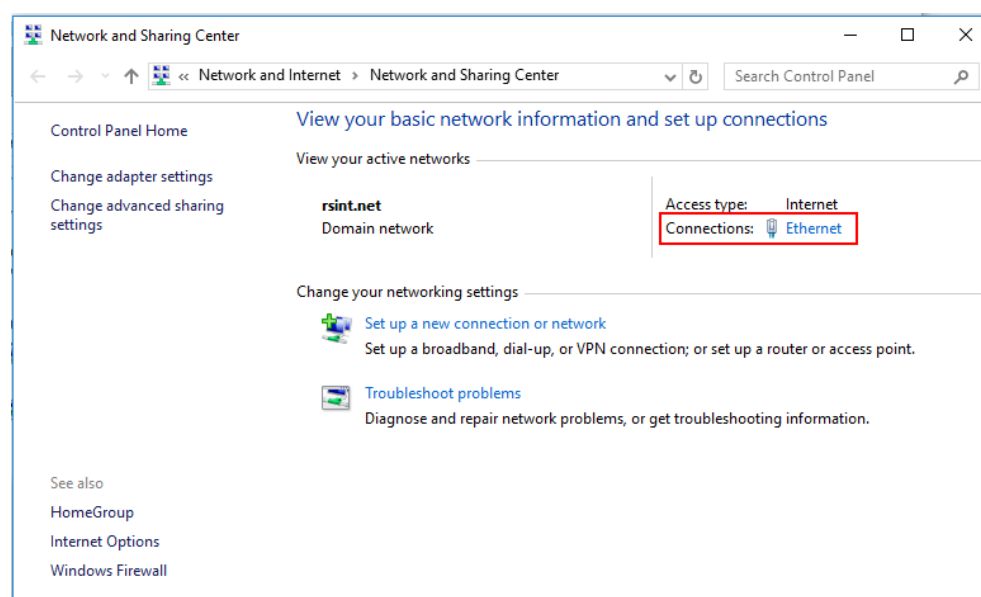 Network and Sharing Center
« Network and Internet › Network and Sharing Center
Search Control Panel
Control Panel Home
Change adapter settings
Change advanced sharing
settings
View your basic network information and set up connections
View your active networks
rsint.net
Domain network
Access type: Internet
Connections: Ethernet
Change your networking settings
Set up a new connection or network
Set up a broadband, dial-up, or VPN connection; or set up a router or access point.
Troubleshoot problems
Diagnose and repair network problems, or get troubleshooting information.
See also
HomeGroup
Internet Options
Windows Firewall